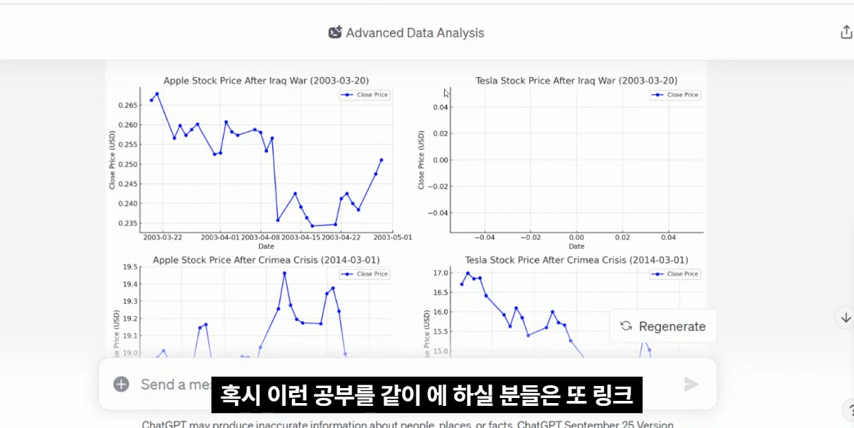 Advanced Data Analysis
Apple Stock Price After Iraq War (2003-03-20)
Close Price
Close Price (USD)
0.265
0.260
0.255
0.250
0.245
0.240
0.235
2003-03-22 2003-04-01 2003-04-08 2003-04-15 2003-04-22 2003-05-01
Date
Tesla Stock Price After Iraq War (2003-03-20)
Close Price
Close Price (USD)
0.04
0.02
0.00
−0.02
−0.04
−0.04 −0.02 0.00 0.02 0.04
Date
Apple Stock Price After Crimea Crisis (2014-03-01)
Close Price
Price (USD)
19.5
19.4
19.3
19.2
19.1
19.0
Tesla Stock Price After Crimea Crisis (2014-03-01)
Close Price
Price (USD)
17.0
16.5
16.0
15.5
15.0
Regenerate
Send a me
혹시 이런 공부를 같이 에 하실 분들은 또 링크
ChatGPT may produce inaccurate information about people, places, or facts. ChatGPT September 25 Version